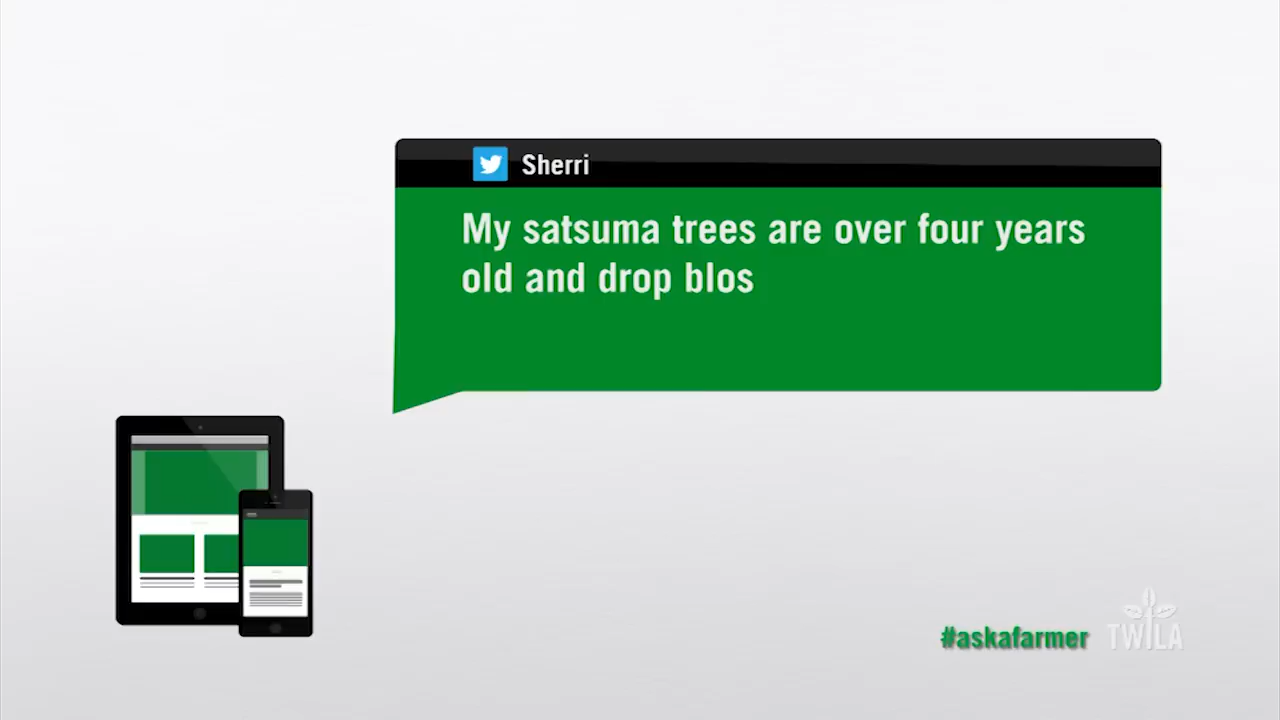 Sherri
My satsuma trees are over four years
old and drop blos
#askafarmer
TWILA